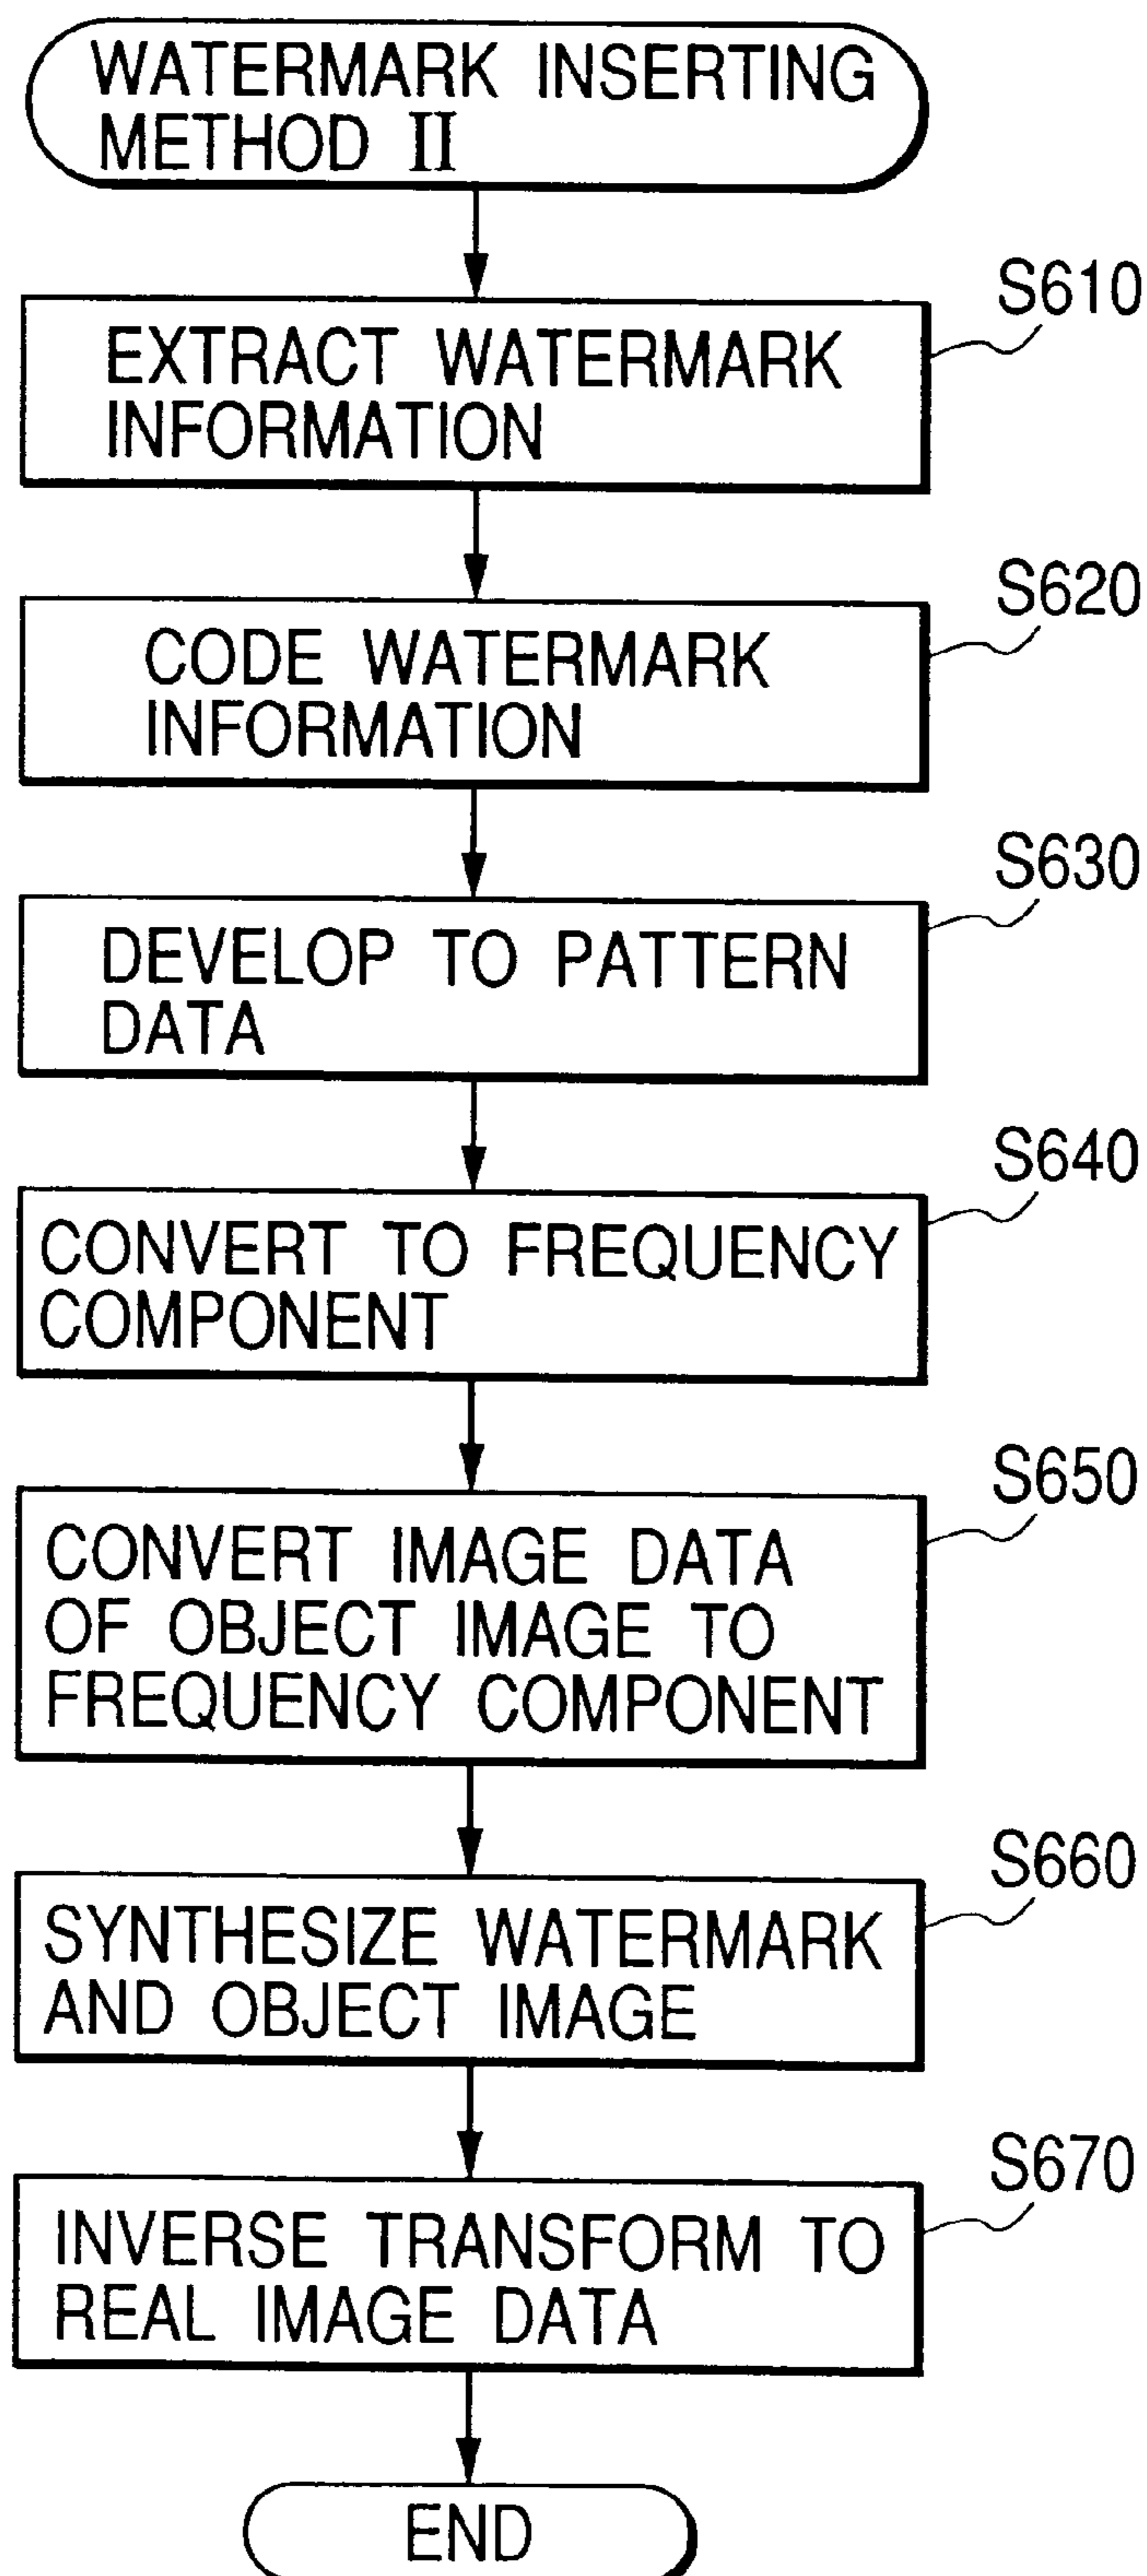 WATERMARK INSERTING
METHOD II
S610
EXTRACT WATERMARK
INFORMATION
S620
CODE WATERMARK
INFORMATION
S630
DEVELOP TO PATTERN
DATA
S640
CONVERT TO FREQUENCY
COMPONENT
S650
CONVERT IMAGE DATA
OF OBJECT IMAGE TO
FREQUENCY COMPONENT
S660
SYNTHESIZE WATERMARK
AND OBJECT IMAGE
S670
INVERSE TRANSFORM TO
REAL IMAGE DATA
END